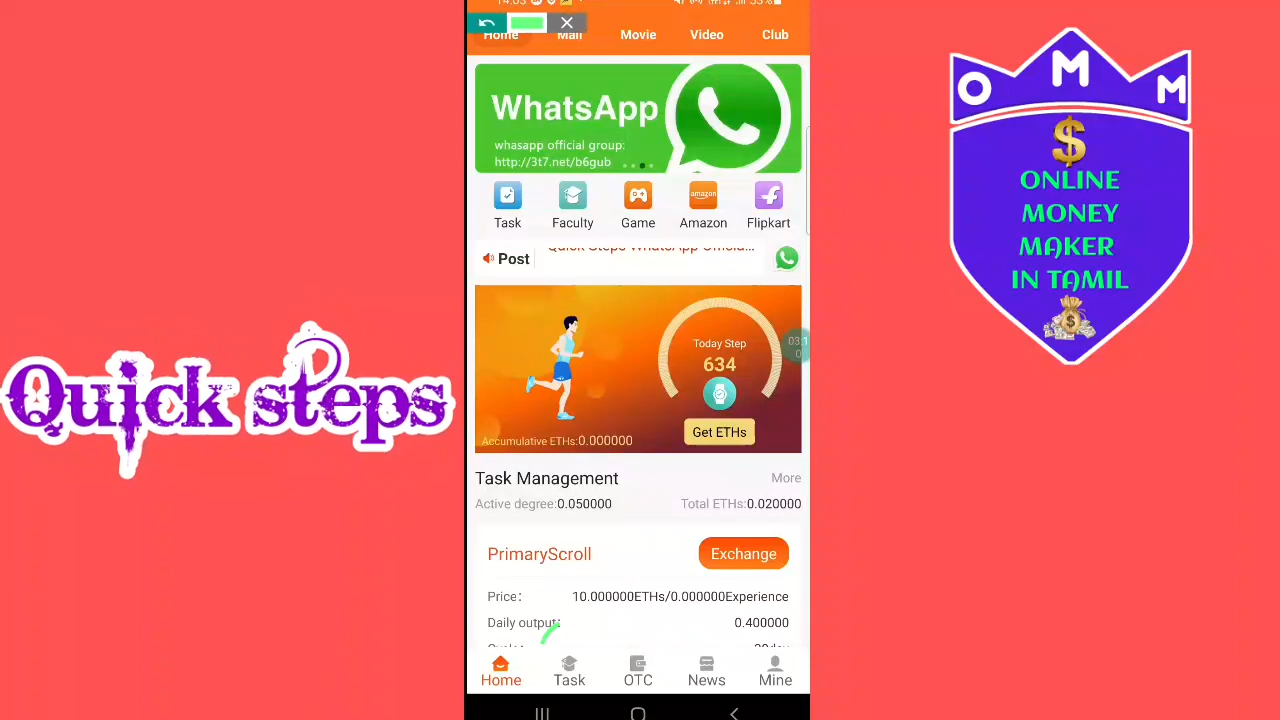 14:03
53%
Home Mall Movie Video Club
WhatsApp
whasapp official group:
http://3t7.net/b6gub
amazon
Task Faculty Game Amazon Flipkart
Post
Quick Steps WhatsApp Officia...
Today Step
634
Get ETHs
Accumulative ETHs:0.000000
Task Management More
Active degree:0.050000 Total ETHs:0.020000
PrimaryScroll Exchange
Price: 10.000000ETHs/0.000000Experience
Daily output: 0.400000
Home Task OTC News Mine
Quick steps
O M M
$
ONLINE
MONEY
MAKER
IN TAMIL
$